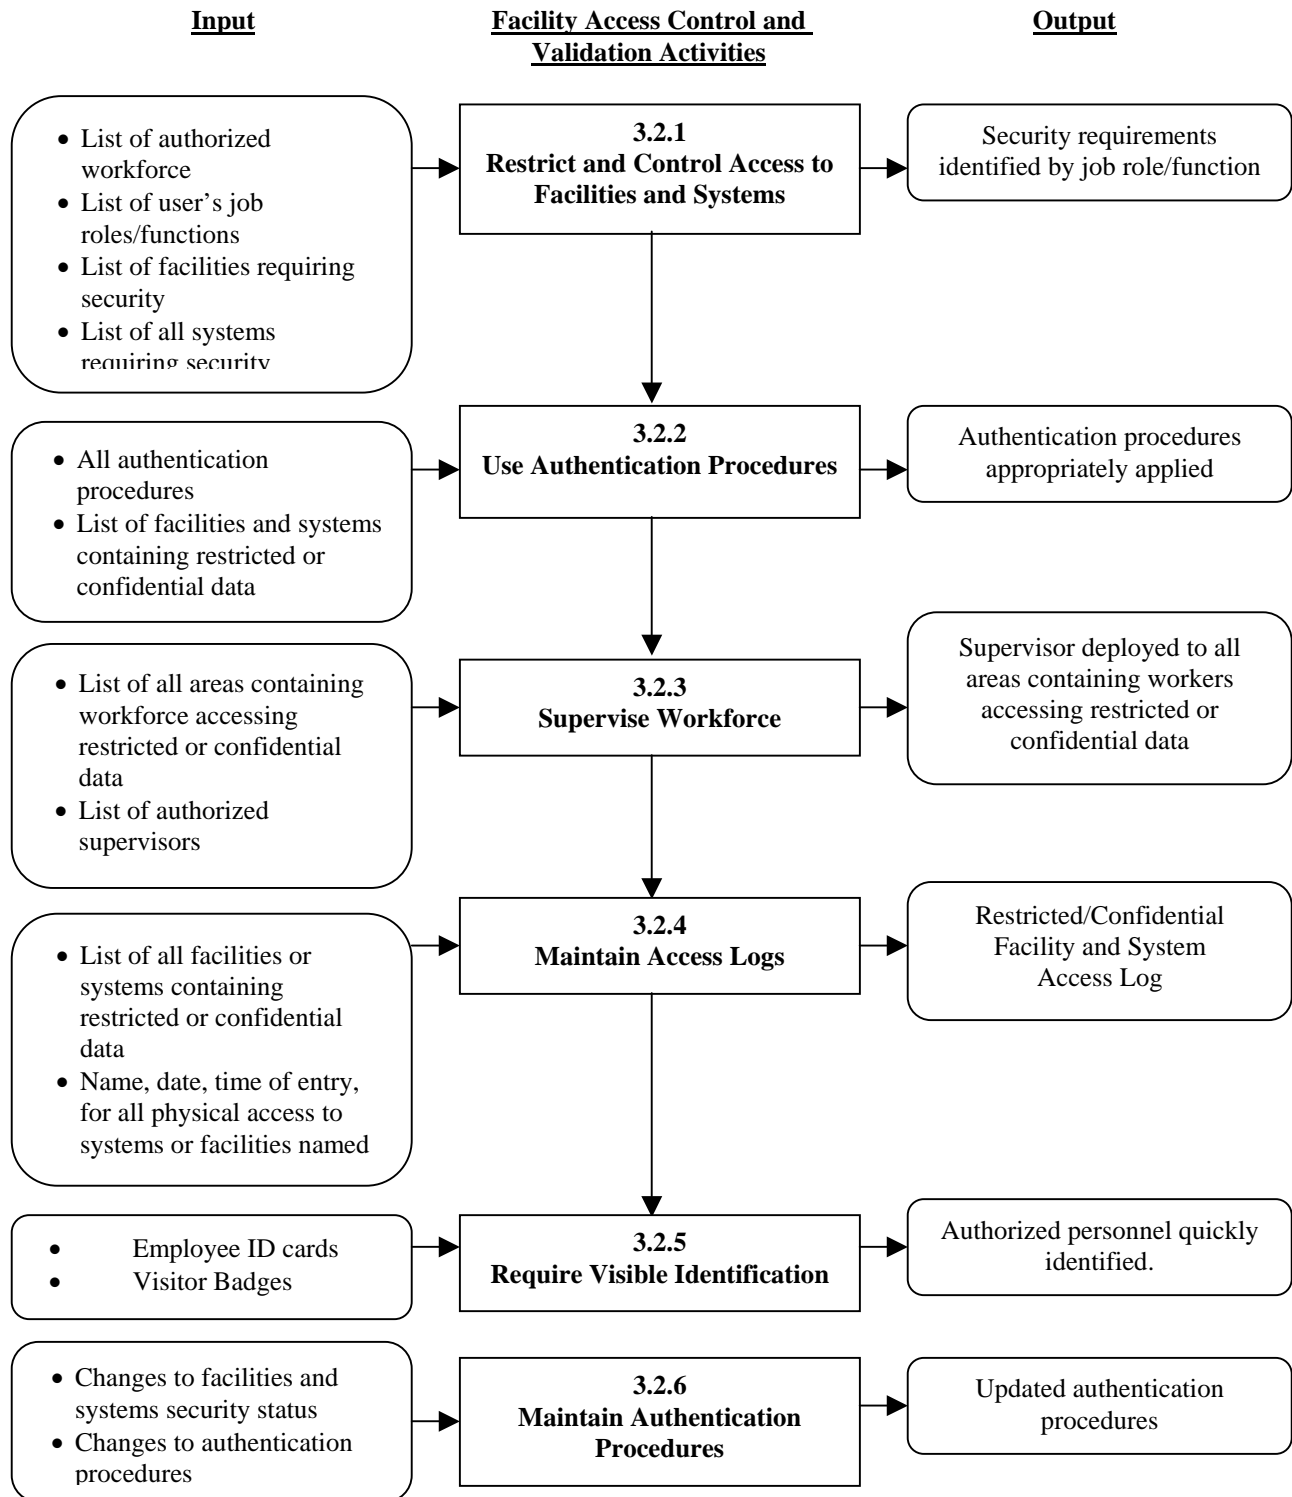 Input
Facility Access Control and
Validation Activities
Output
• List of authorized
workforce
• List of user’s job
roles/functions
• List of facilities requiring
security
• List of all systems
requiring security
3.2.1
Restrict and Control Access to
Facilities and Systems
Security requirements
identified by job role/function
• All authentication
procedures
• List of facilities and systems
containing restricted or
confidential data
3.2.2
Use Authentication Procedures
Authentication procedures
appropriately applied
• List of all areas containing
workforce accessing
restricted or confidential
data
• List of authorized
supervisors
3.2.3
Supervise Workforce
Supervisor deployed to all
areas containing workers
accessing restricted or
confidential data
• List of all facilities or
systems containing
restricted or confidential
data
• Name, date, time of entry,
for all physical access to
systems or facilities named
3.2.4
Maintain Access Logs
Restricted/Confidential
Facility and System
Access Log
• Employee ID cards
• Visitor Badges
3.2.5
Require Visible Identification
Authorized personnel quickly
identified.
• Changes to facilities and
systems security status
• Changes to authentication
procedures
3.2.6
Maintain Authentication
Procedures
Updated authentication
procedures